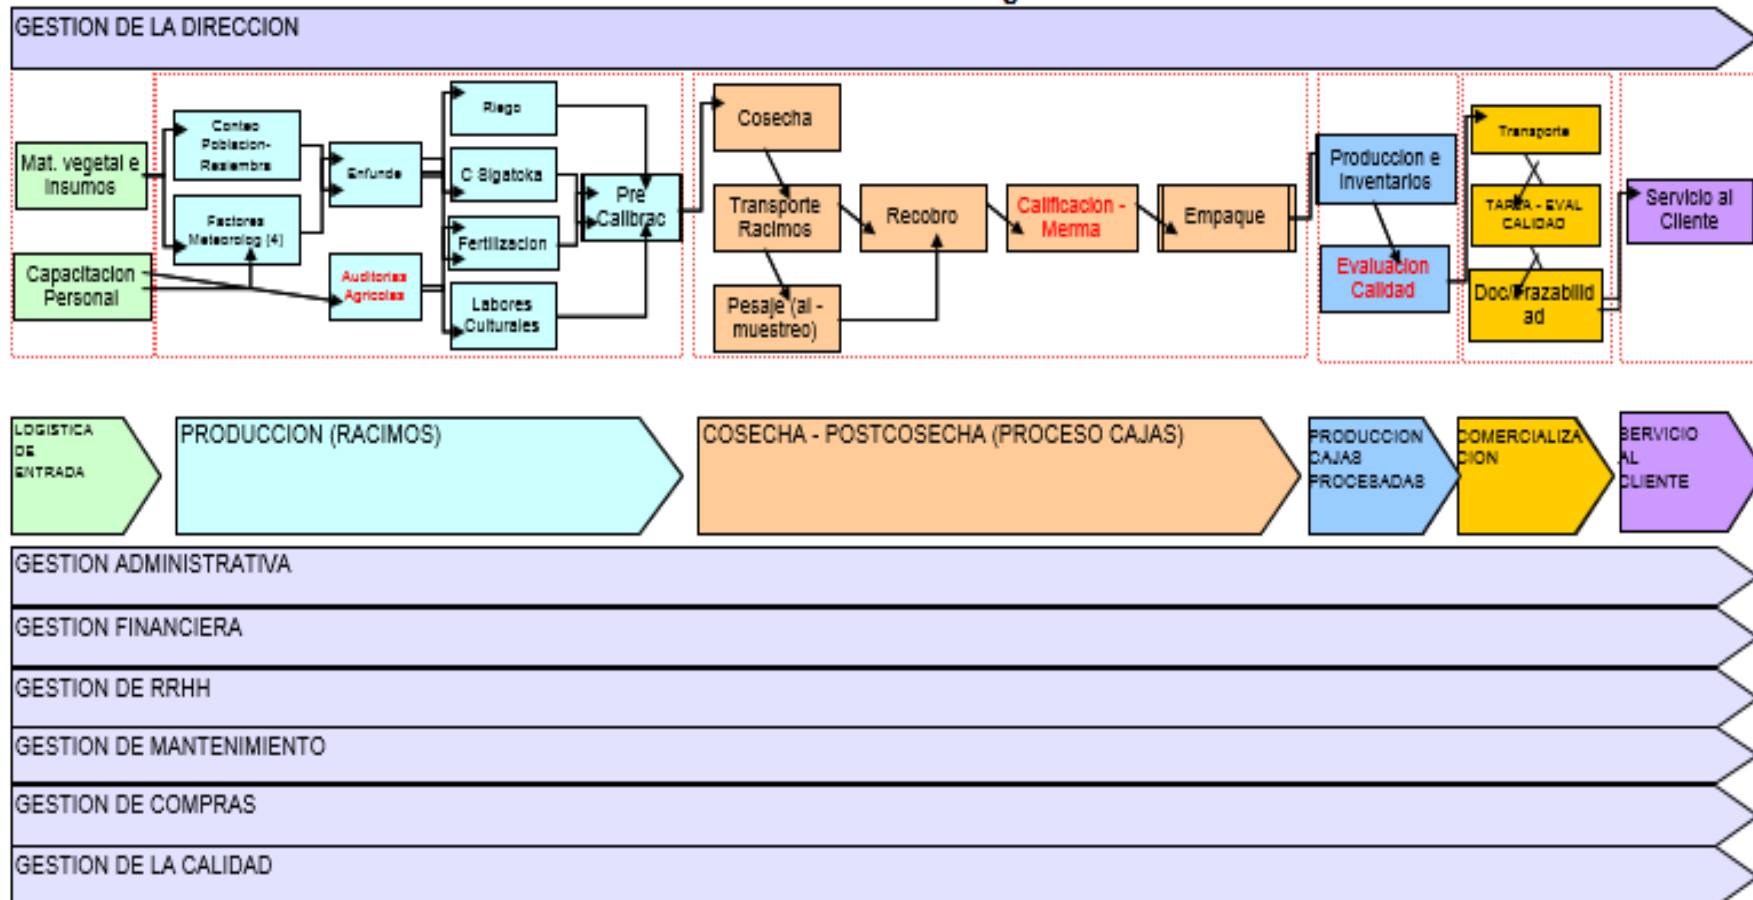 GESTION DE LA DIRECCION
Mat. vegetal e
Insumos
Capacitacion
Personal
Conteo
Poblacion-
Resiembra
Factores
Meteorolog [4]
Enfunde
Auditorias
Agricolas
Riego
C Sigatoka
Fertilizacion
Labores
Culturales
Pre
Calibrac
Cosecha
Transporte
Racimos
Pesaje (al -
muestreo)
Recobro
Calificacion -
Merma
Empaque
Produccion e
Inventarios
Evaluacion
Calidad
Transporte
- EVAL
CALIDAD
Servicio al
Cliente
LOGISTICA
DE
ENTRADA
PRODUCCION (RACIMOS)
COSECHA - POSTCOSECHA (PROCESO CAJAS)
PRODUCCION
CAJAS
PROCESADAS
COMERCIALIZA
CION
SERVICIO
AL
CLIENTE
GESTION ADMINISTRATIVA
GESTION FINANCIERA
GESTION DE RRHH
GESTION DE MANTENIMIENTO
GESTION DE COMPRAS
GESTION DE LA CALIDAD